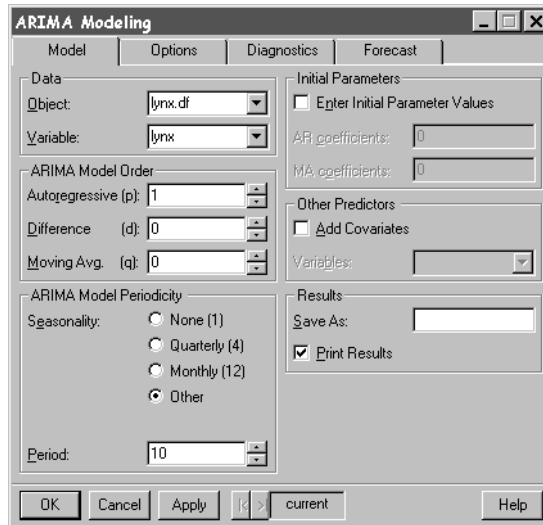 ARIMA Modeling
Model Options Diagnostics Forecast
Data
Object: lynx.df
Variable: lynx
ARIMA Model Order
Autoregressive (p): 1
Difference (d): 0
Moving Avg. (q): 0
ARIMA Model Periodicity
Seasonality:
None (1)
Quarterly (4)
Monthly (12)
Other
Period: 10
Initial Parameters
Enter Initial Parameter Values
AR coefficients: 0
MA coefficients: 0
Other Predictors
Add Covariates
Variables:
Results
Save As:
Print Results
OK Cancel Apply current Help